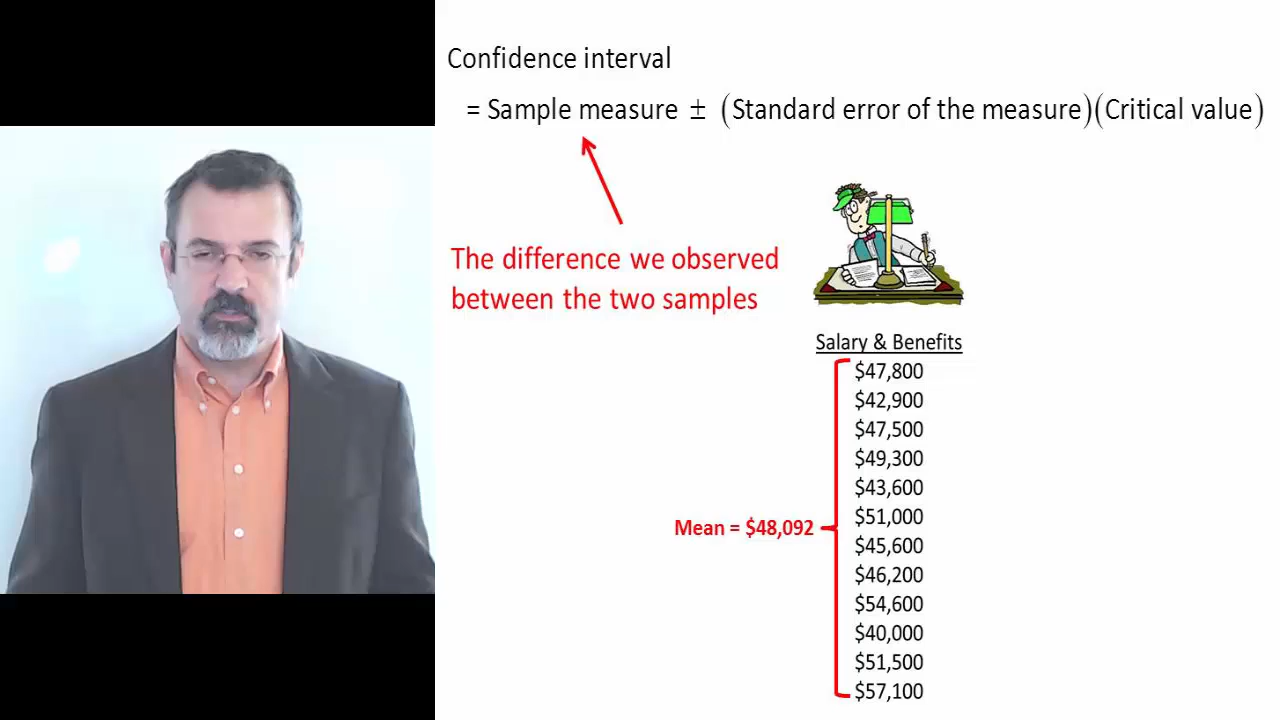 Confidence interval
= Sample measure ± (Standard error of the measure)(Critical value)
The difference we observed
between the two samples
Salary & Benefits
$47,800
$42,900
$47,500
$49,300
$43,600
$51,000
Mean = $48,092
$45,600
$46,200
$54,600
$40,000
$51,500
$57,100